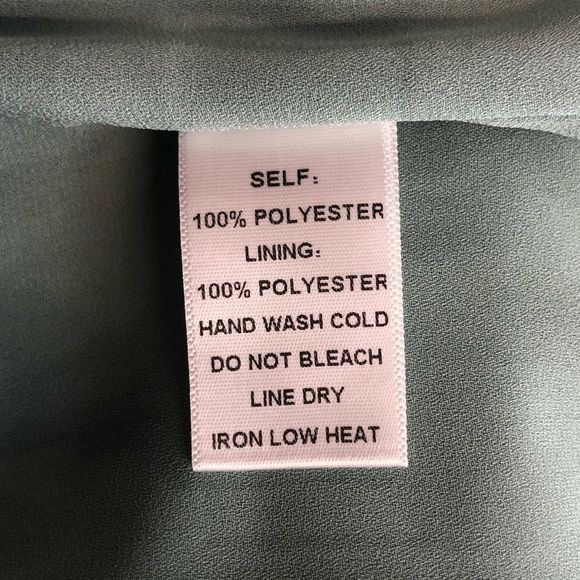 SELF:
100% POLYESTER
LINING:
100% POLYESTER
HAND WASH COLD
DO NOT BLEACH
LINE DRY
IRON LOW HEAT